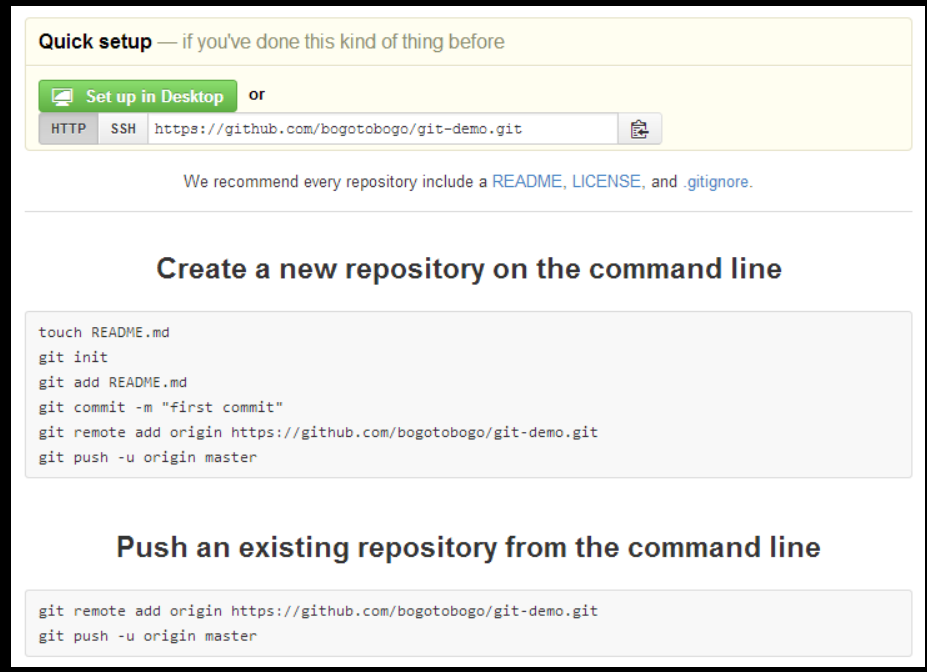 Quick setup — if you've done this kind of thing before
Set up in Desktop or
HTTP SSH https://github.com/bogotobogo/git-demo.git
We recommend every repository include a README, LICENSE, and .gitignore.
Create a new repository on the command line
touch README.md
git init
git add README.md
git commit -m "first commit"
git remote add origin https://github.com/bogotobogo/git-demo.git
git push -u origin master
Push an existing repository from the command line
git remote add origin https://github.com/bogotobogo/git-demo.git
git push -u origin master